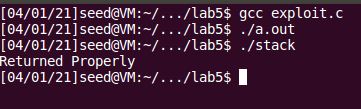 [04/01/21]seed@VM:~/.../lab5$ gcc exploit.c
[04/01/21]seed@VM:~/.../lab5$ ./a.out
[04/01/21]seed@VM:~/.../lab5$ ./stack
Returned Properly
[04/01/21]seed@VM:~/.../lab5$